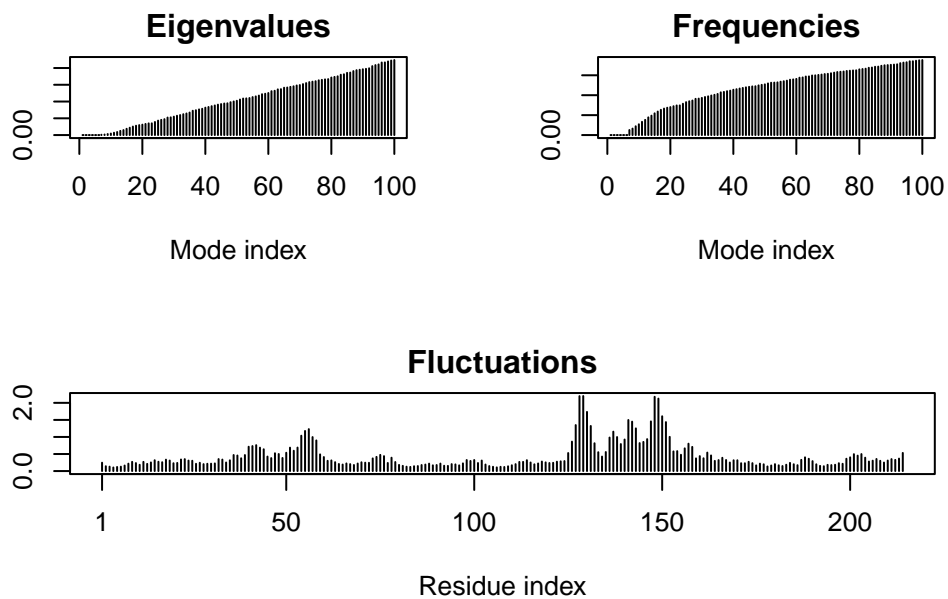 Eigenvalues
0.00
0 20 40 60 80 100
Mode index
Frequencies
0.00
0 20 40 60 80 100
Mode index
Fluctuations
2.0
0.0
1 50 100 150 200
Residue index